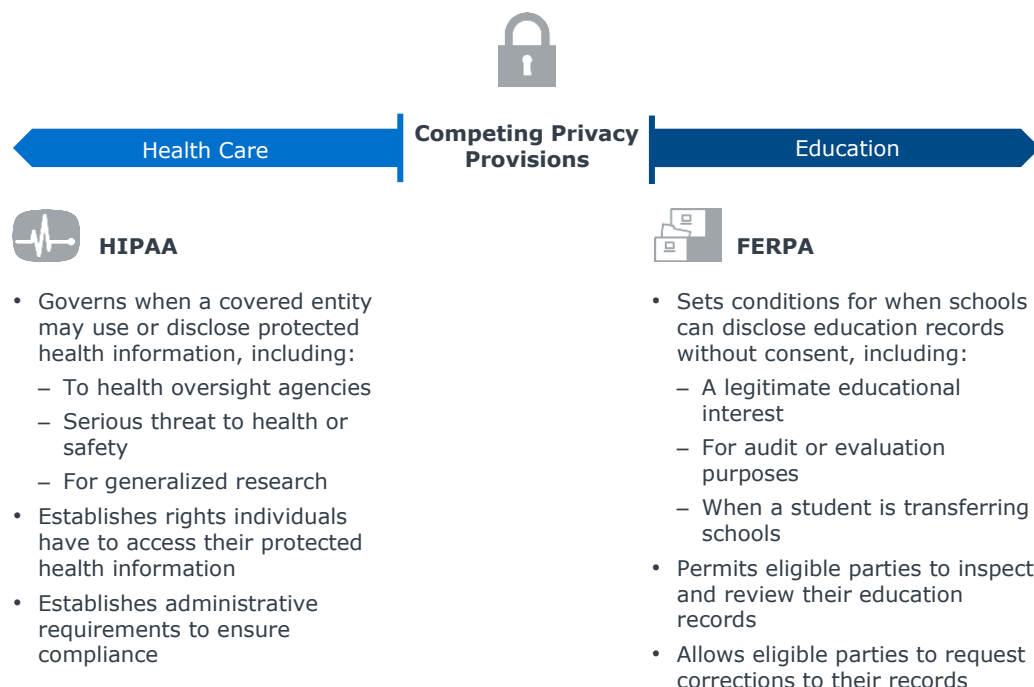 Competing Privacy
Provisions
Health Care
Education
HIPAA
• Governs when a covered entity
may use or disclose protected
health information, including:
– To health oversight agencies
– Serious threat to health or
safety
– For generalized research
• Establishes rights individuals
have to access their protected
health information
• Establishes administrative
requirements to ensure
compliance
FERPA
• Sets conditions for when schools
can disclose education records
without consent, including:
– A legitimate educational
interest
– For audit or evaluation
purposes
– When a student is transferring
schools
• Permits eligible parties to inspect
and review their education
records
• Allows eligible parties to request
corrections to their records